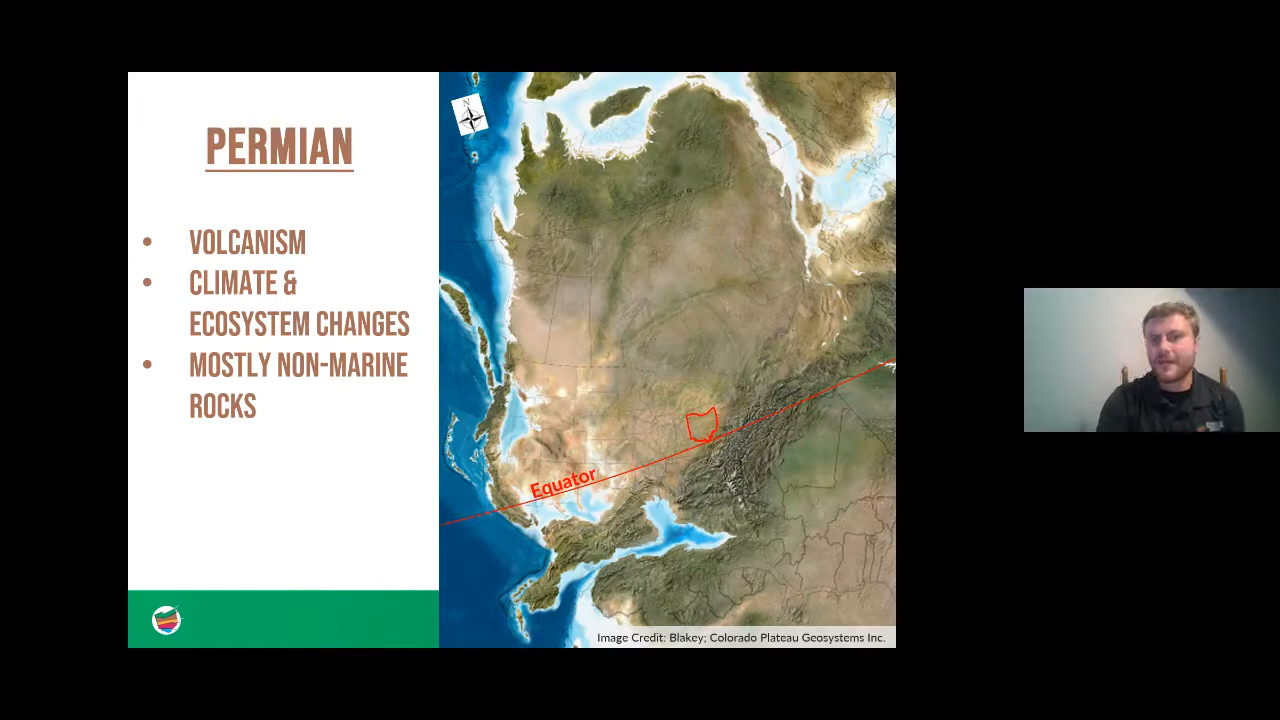 PERMIAN
• VOLCANISM
• CLIMATE &
ECOSYSTEM CHANGES
• MOSTLY NON-MARINE
ROCKS
N
Equator
Image Credit: Blakey; Colorado Plateau Geosystems Inc.